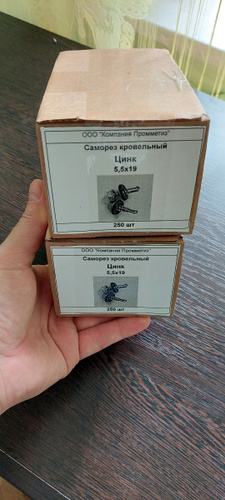 ООО "Компания Промметиз"
Саморез кровельный
Цинк
5,5х19
250 шт
ООО "Компания Промметиз"
Саморез кровельный
Цинк
5,5х19
250 шт